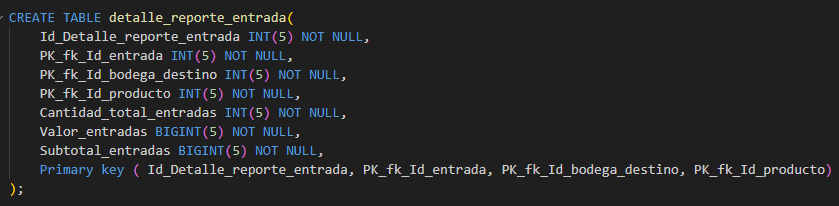 CREATE TABLE detalle_reporte_entrada(
    Id_Detalle_reporte_entrada INT(5) NOT NULL,
    PK_fk_Id_entrada INT(5) NOT NULL,
    PK_fk_Id_bodega_destino INT(5) NOT NULL,
    PK_fk_Id_producto INT(5) NOT NULL,
    Cantidad_total_entradas INT(5) NOT NULL,
    Valor_entradas BIGINT(5) NOT NULL,
    Subtotal_entradas BIGINT(5) NOT NULL,
    Primary key ( Id_Detalle_reporte_entrada, PK_fk_Id_entrada, PK_fk_Id_bodega_destino, PK_fk_Id_producto)
);